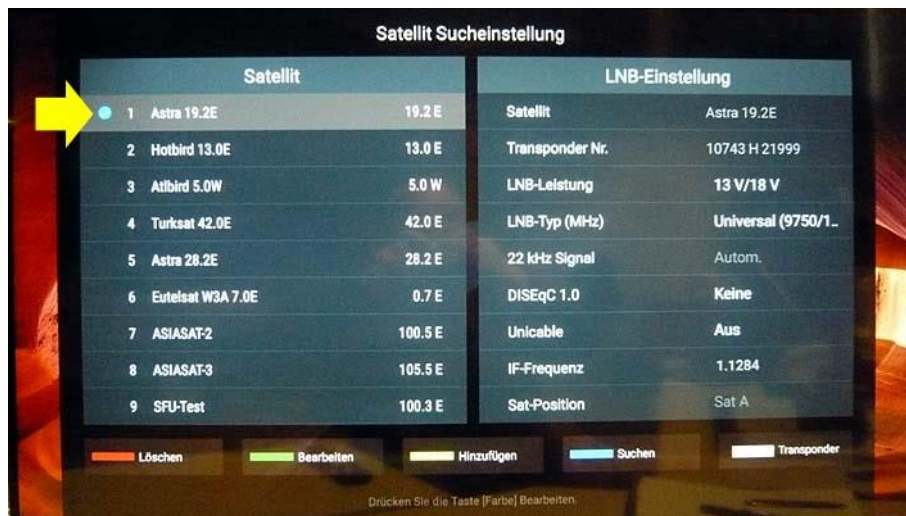 Satellit Sucheinstellung
Satellit
1 Astra 19.2E 19.2 E
2 Hotbird 13.0E 13.0 E
3 Atlbird 5.0W 5.0 W
4 Turksat 42.0E 42.0 E
5 Astra 28.2E 28.2 E
6 Eutelsat W3A 7.0E 0.7 E
7 ASIASAT-2 100.5 E
8 ASIASAT-3 105.5 E
9 SFU-Test 100.3 E
LNB-Einstellung
Satellit Astra 19.2E
Transponder Nr. 10743 H 21999
LNB-Leistung 13 V/18 V
LNB-Typ (MHz) Universal (9750/1...
22 kHz Signal Autom.
DISEqC 1.0 Keine
Unicable Aus
IF-Frequenz 1.1284
Sat-Position Sat A
Löschen Bearbeiten Hinzufügen Suchen Transponder
Drücken Sie die Taste [Farbe] Bearbeiten.